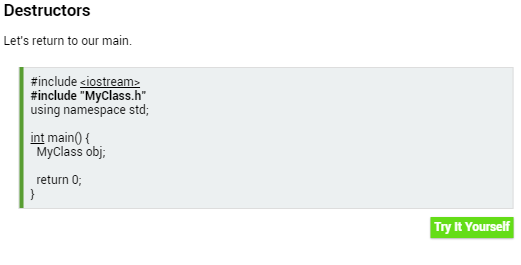 Destructors
Let's return to our main.
#include <iostream>
#include "MyClass.h"
using namespace std;
int main() {
MyClass obj;
return 0;
}
Try It Yourself